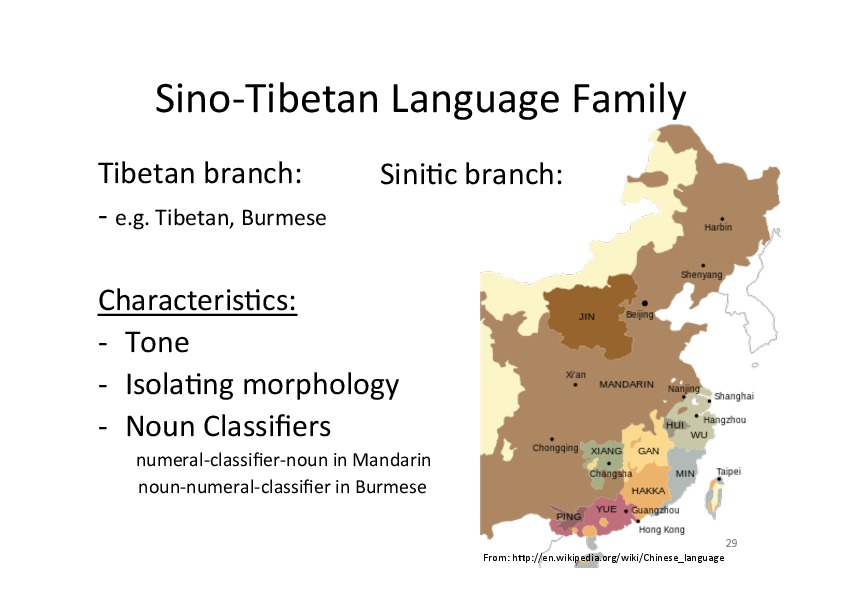 Sino-Tibetan Language Family
Tibetan branch:
- e.g. Tibetan, Burmese
Characteristics:
- Tone
- Isolating morphology
- Noun Classifiers
numeral-classifier-noun in Mandarin
noun-numeral-classifier in Burmese
Sinitic branch:
Harbin
Shenyang
Beijing
JIN
Xi'an
MANDARIN
Nanjing
Shanghai
Hangzhou
HUI
WU
Chongqing
XIANG
GAN
Changsha
MIN
Taipei
HAKKA
PING
YUE
Guangzhou
Hong Kong
29
From: http://en.wikipedia.org/wiki/Chinese_language